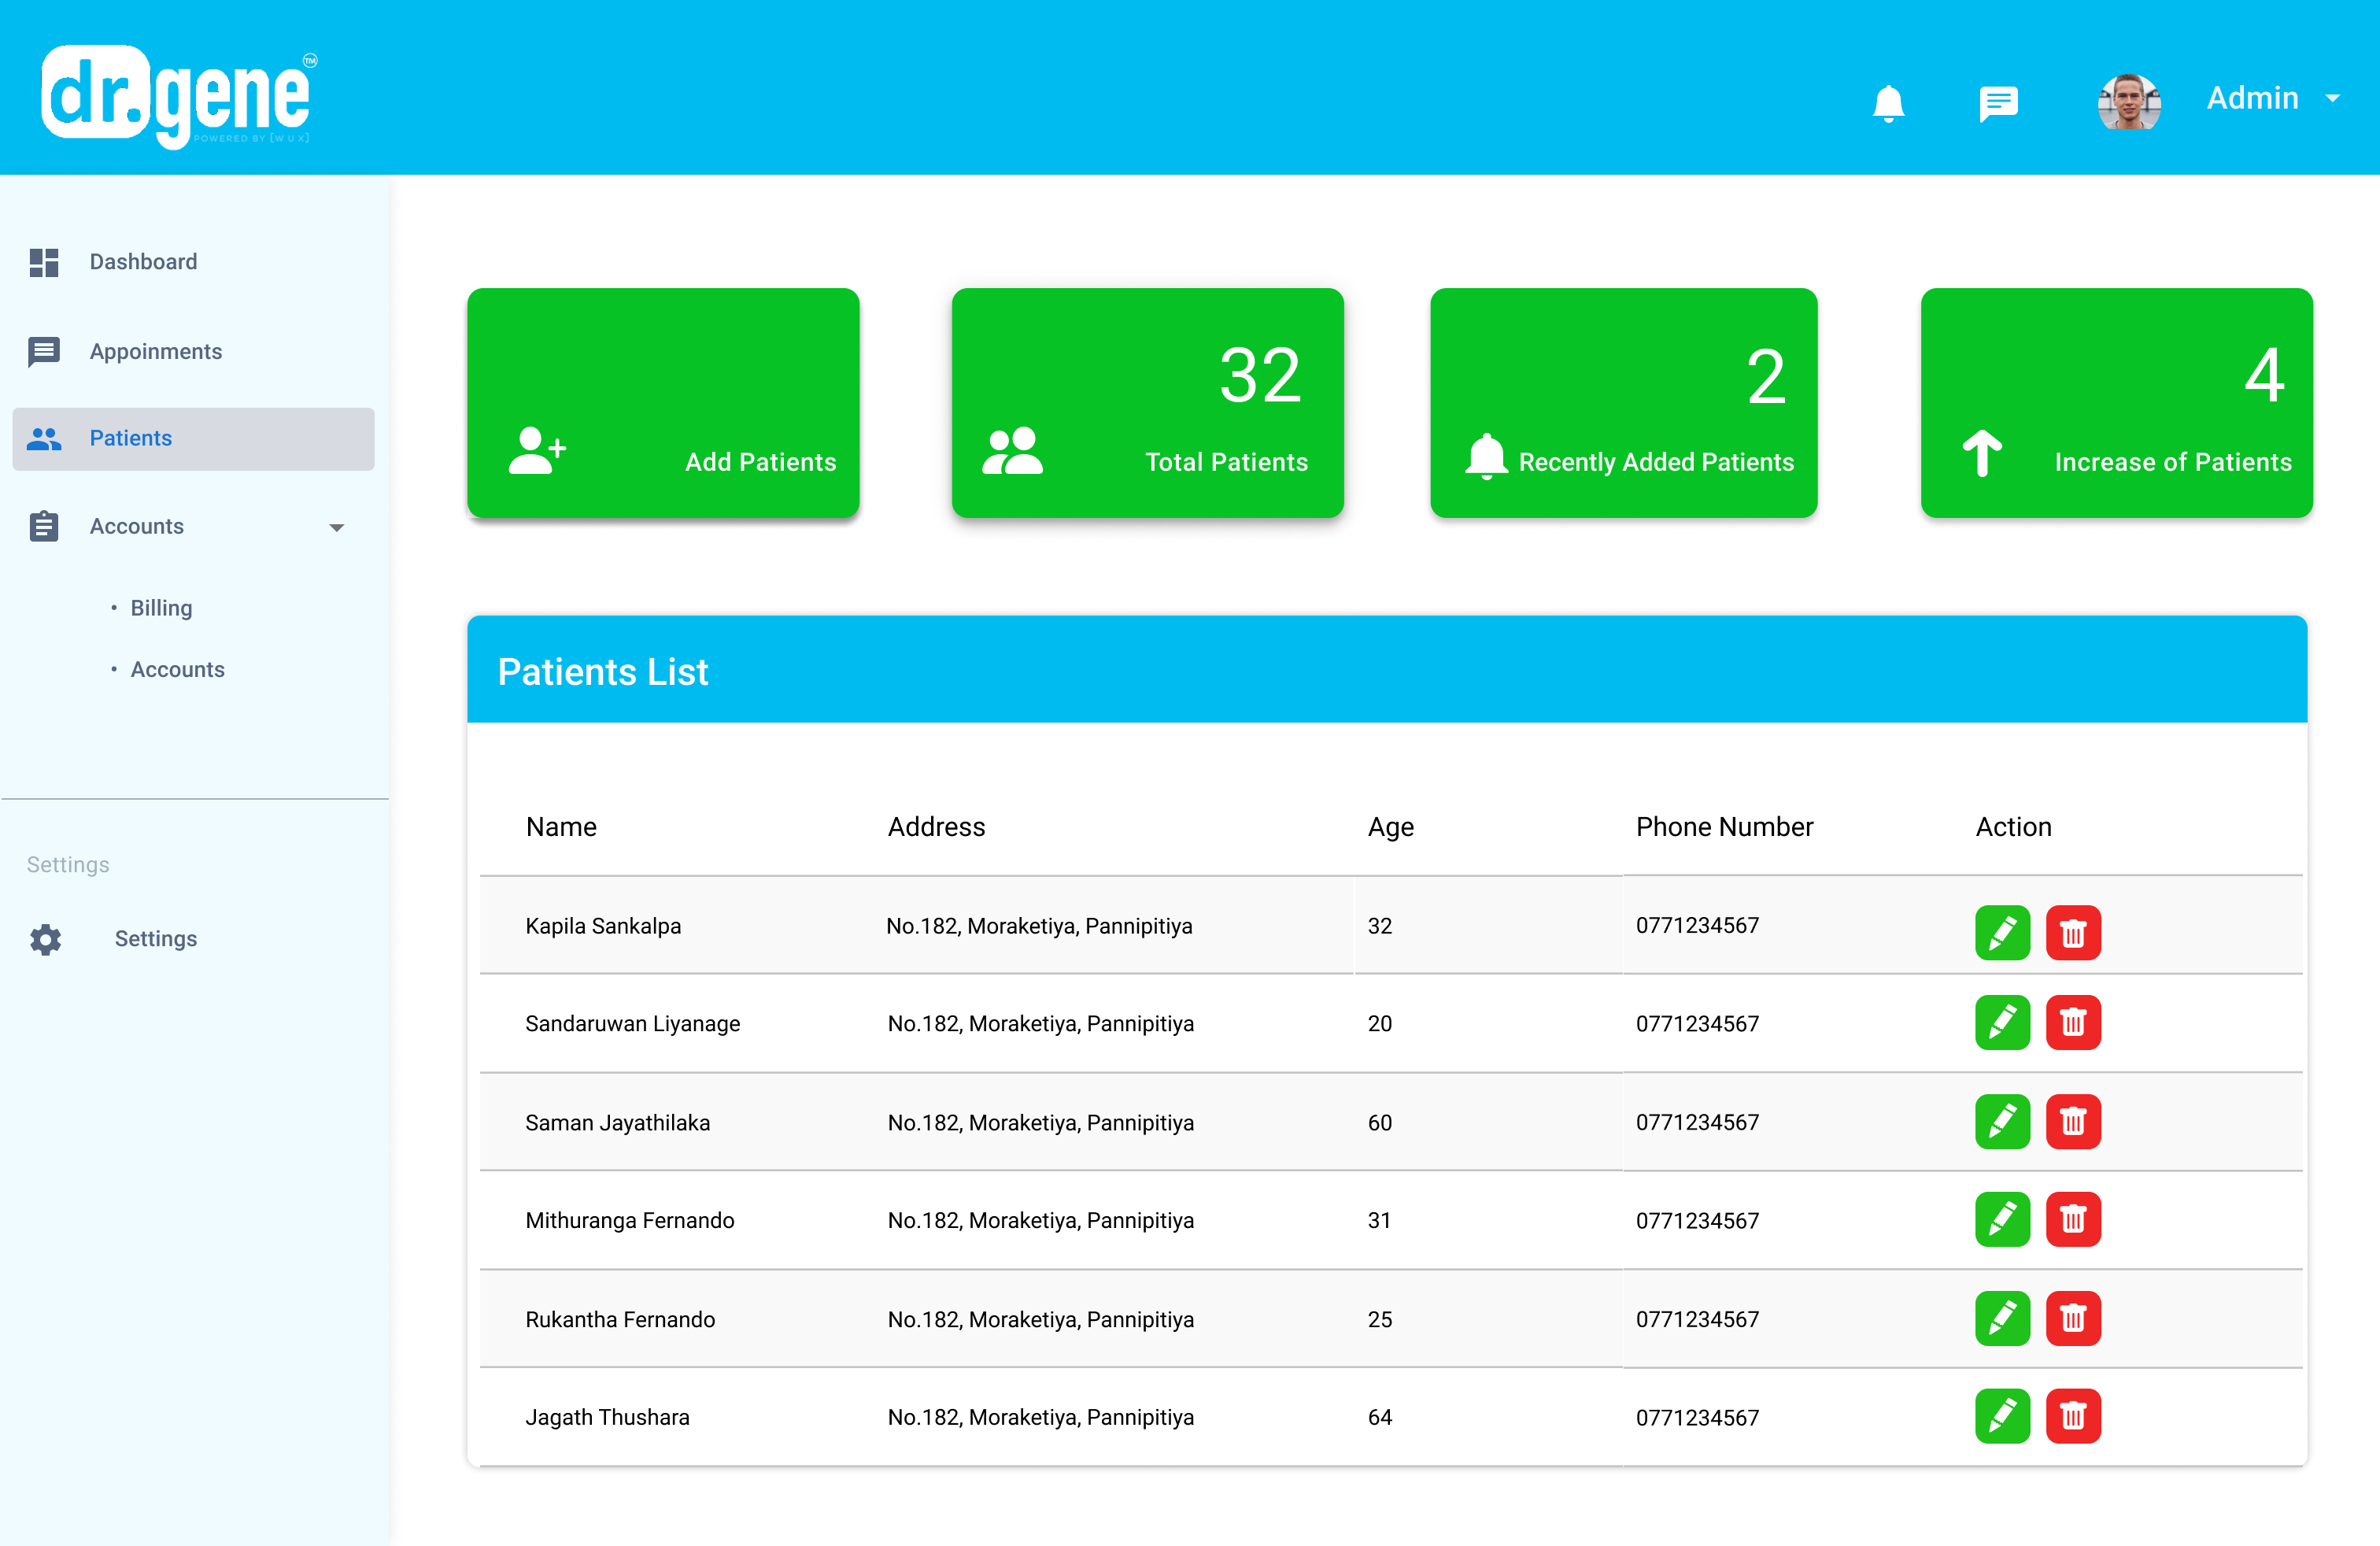 dr.gene TM
POWERED BY [WUX]
Admin
Dashboard
Appoinments
Patients
Accounts
• Billing
• Accounts
Settings
Settings
Add Patients
32
Total Patients
2
Recently Added Patients
4
Increase of Patients
Patients List
Name Address Age Phone Number Action
Kapila Sankalpa No.182, Moraketiya, Pannipitiya 32 0771234567
Sandaruwan Liyanage No.182, Moraketiya, Pannipitiya 20 0771234567
Saman Jayathilaka No.182, Moraketiya, Pannipitiya 60 0771234567
Mithuranga Fernando No.182, Moraketiya, Pannipitiya 31 0771234567
Rukantha Fernando No.182, Moraketiya, Pannipitiya 25 0771234567
Jagath Thushara No.182, Moraketiya, Pannipitiya 64 0771234567